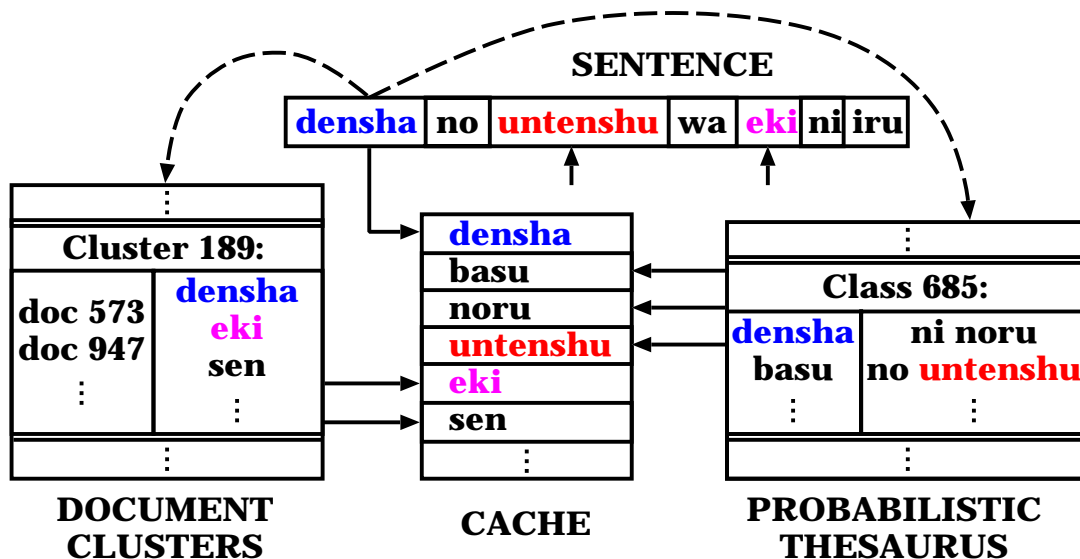 SENTENCE
densha no untenshu wa eki ni iru
⋮
Cluster 189:
doc 573
doc 947
⋮
densha
eki
sen
⋮
⋮
DOCUMENT
CLUSTERS
densha
basu
noru
untenshu
eki
sen
⋮
CACHE
⋮
Class 685:
densha
basu
⋮
ni noru
no untenshu
⋮
⋮
PROBABILISTIC
THESAURUS